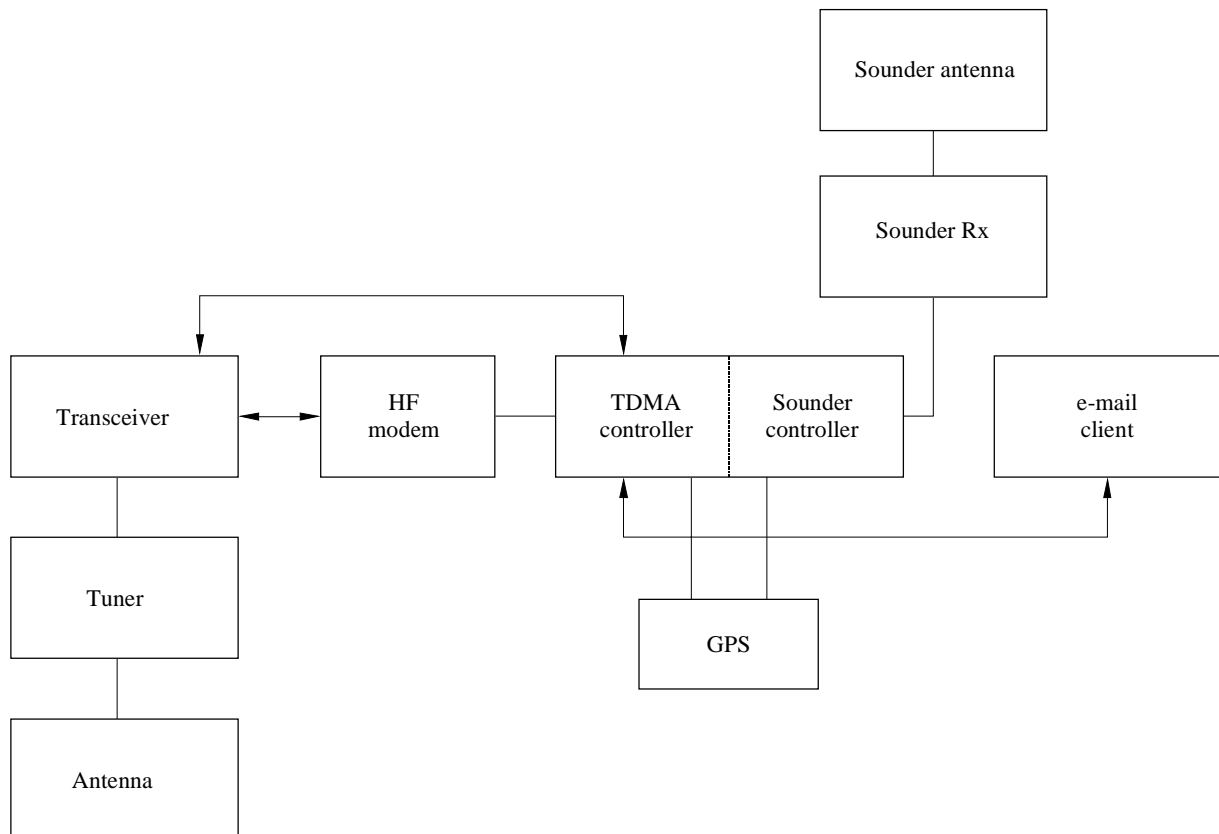 Sounder antenna
Sounder Rx
Transceiver
HF
modem
TDMA
controller
Sounder
controller
e-mail
client
Tuner
GPS
Antenna